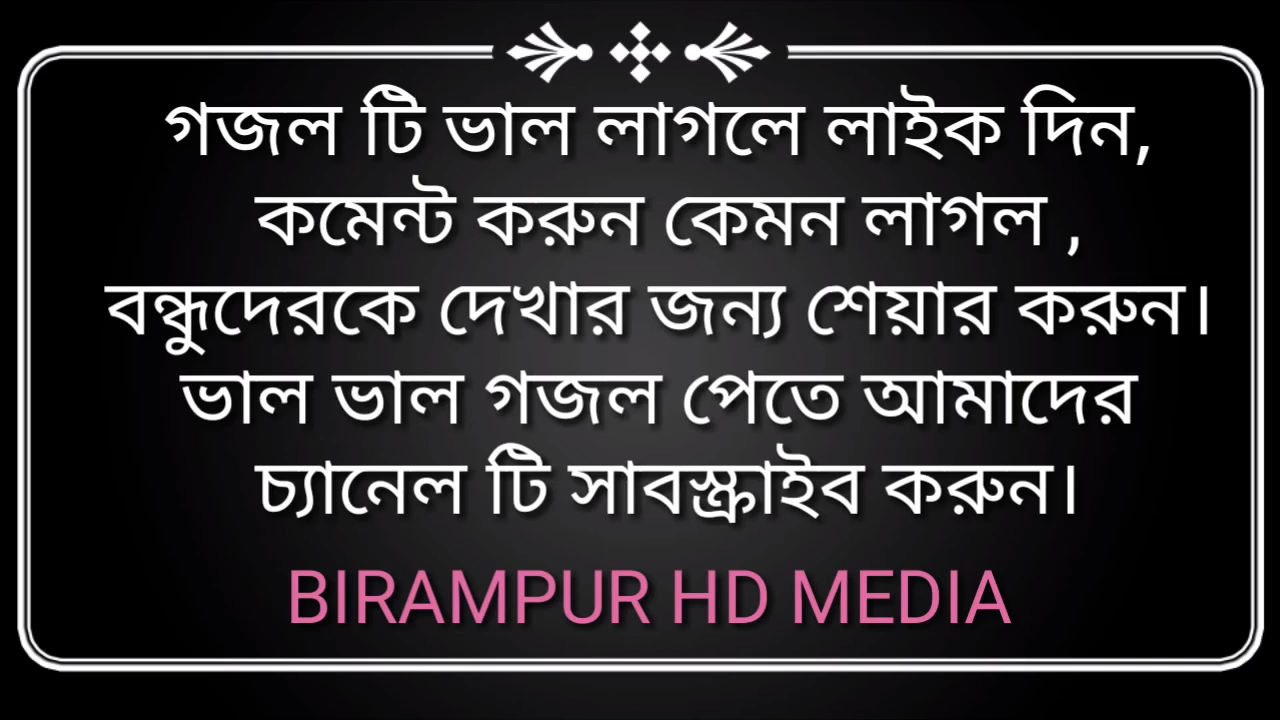 গজল টি ভাল লাগলে লাইক দিন,
কমেন্ট করুন কেমন লাগল ,
বন্ধুদেরকে দেখার জন্য শেয়ার করুন।
ভাল ভাল গজল পেতে আমাদের
চ্যানেল টি সাবস্ক্রাইব করুন।
BIRAMPUR HD MEDIA